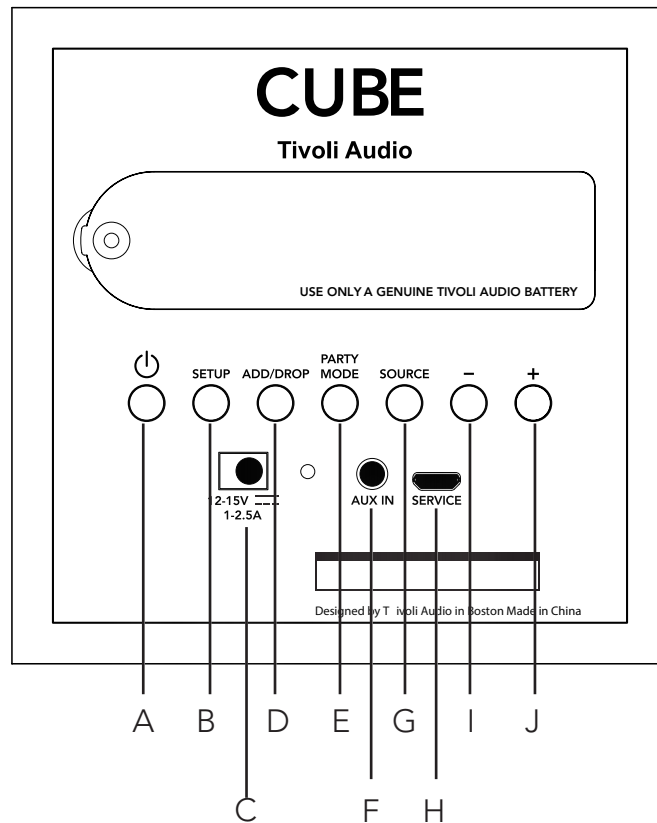 CUBE
Tivoli Audio
USE ONLY A GENUINE TIVOLI AUDIO BATTERY
SETUP ADD/DROP PARTY MODE SOURCE − +
12-15V
1-2.5A
AUX IN SERVICE
Designed by T ivoli Audio in Boston Made in China
A B D E G I J
C F H